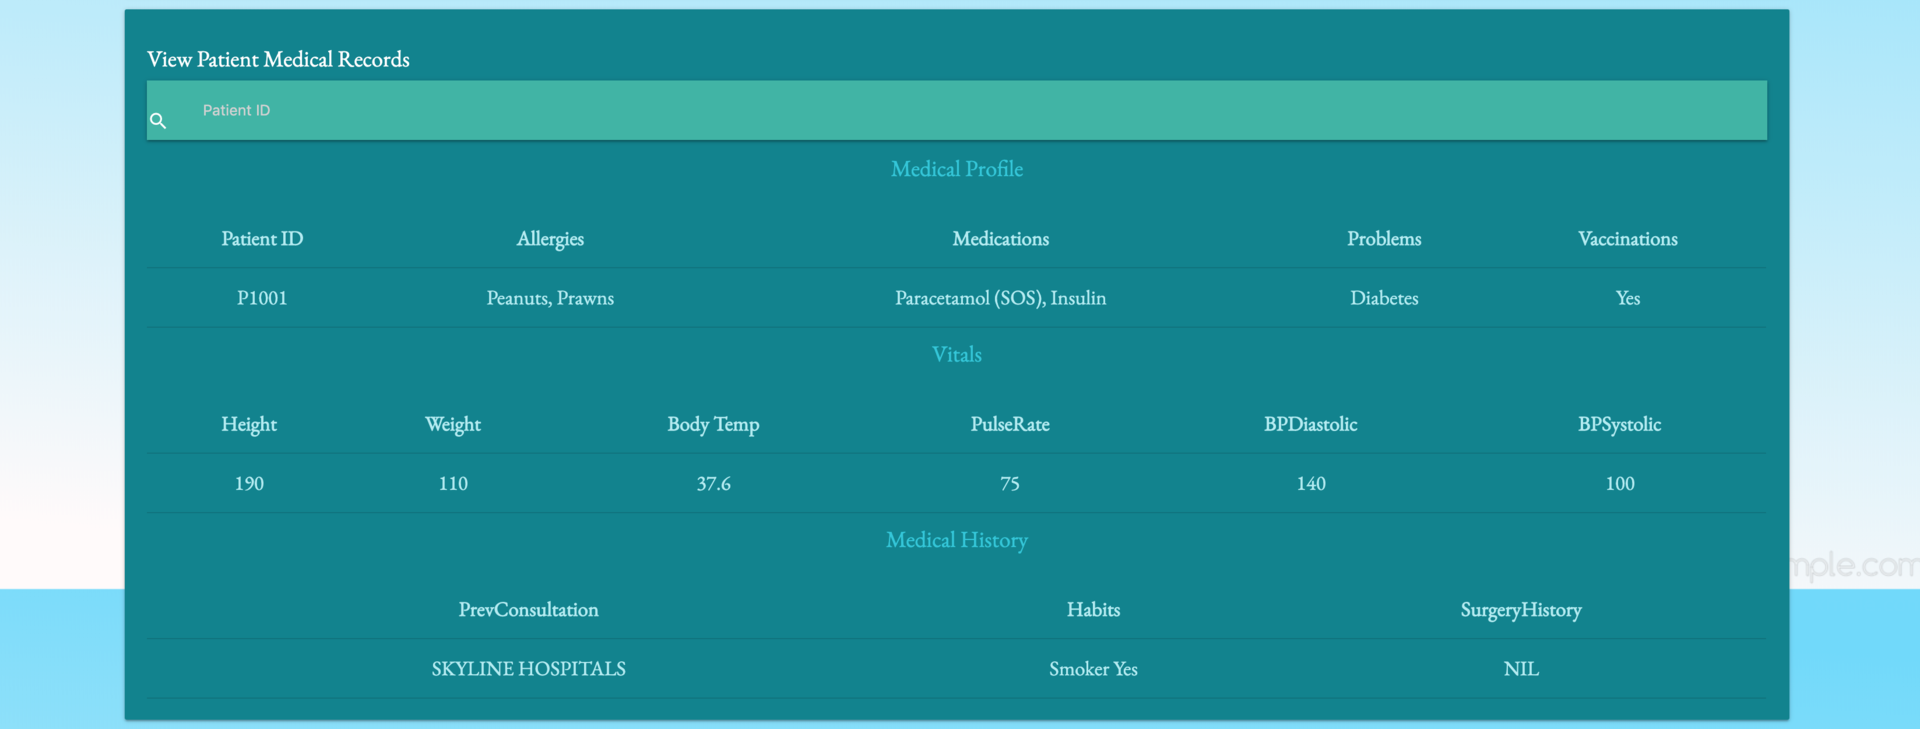 View Patient Medical Records
Patient ID
Medical Profile
Patient ID Allergies Medications Problems Vaccinations
P1001 Peanuts, Prawns Paracetamol (SOS), Insulin Diabetes Yes
Vitals
Height Weight Body Temp PulseRate BPDiastolic BPSystolic
190 110 37.6 75 140 100
Medical History
mple.com
PrevConsultation Habits SurgeryHistory
SKYLINE HOSPITALS Smoker Yes NIL